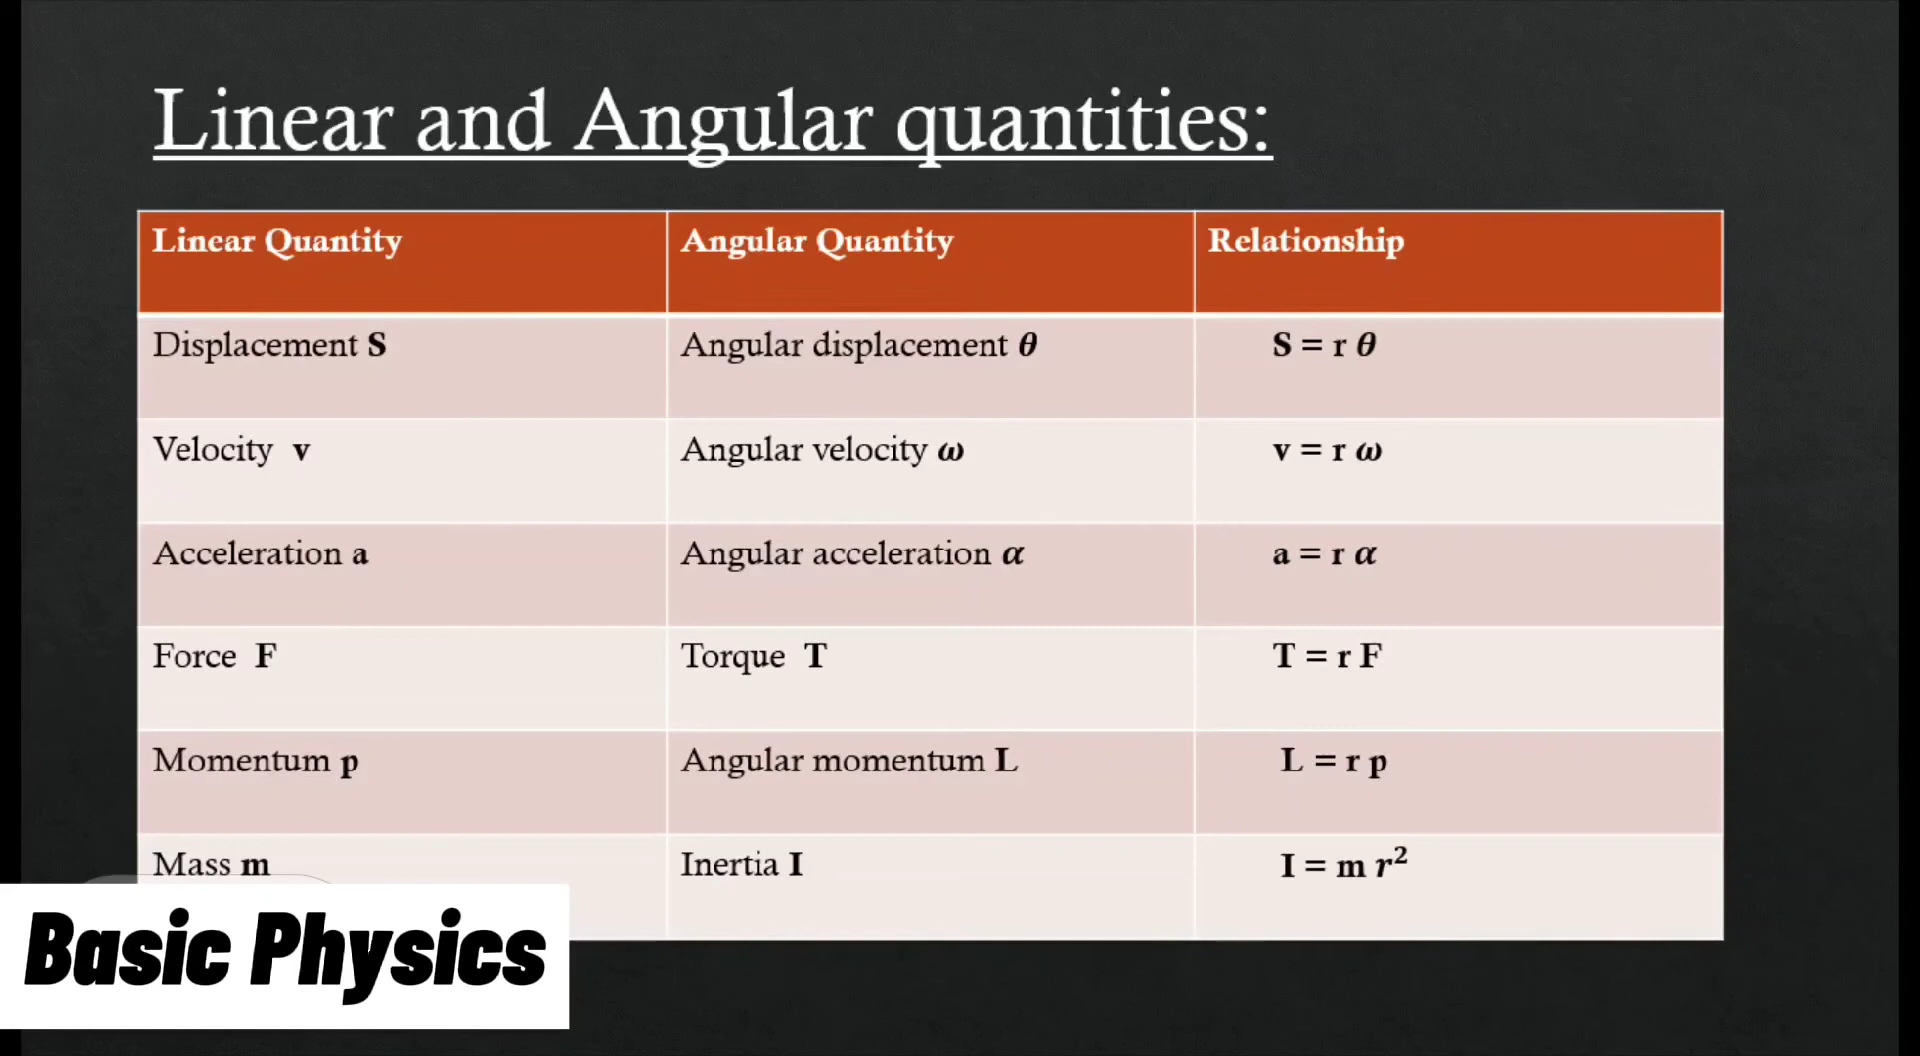 Linear and Angular quantities:
Linear Quantity Angular Quantity Relationship
Displacement S Angular displacement θ S = r θ
Velocity v Angular velocity ω v = r ω
Acceleration a Angular acceleration α a = r α
Force F Torque T T = r F
Momentum p Angular momentum L L = r p
Mass m Inertia I I = m r²
Basic Physics